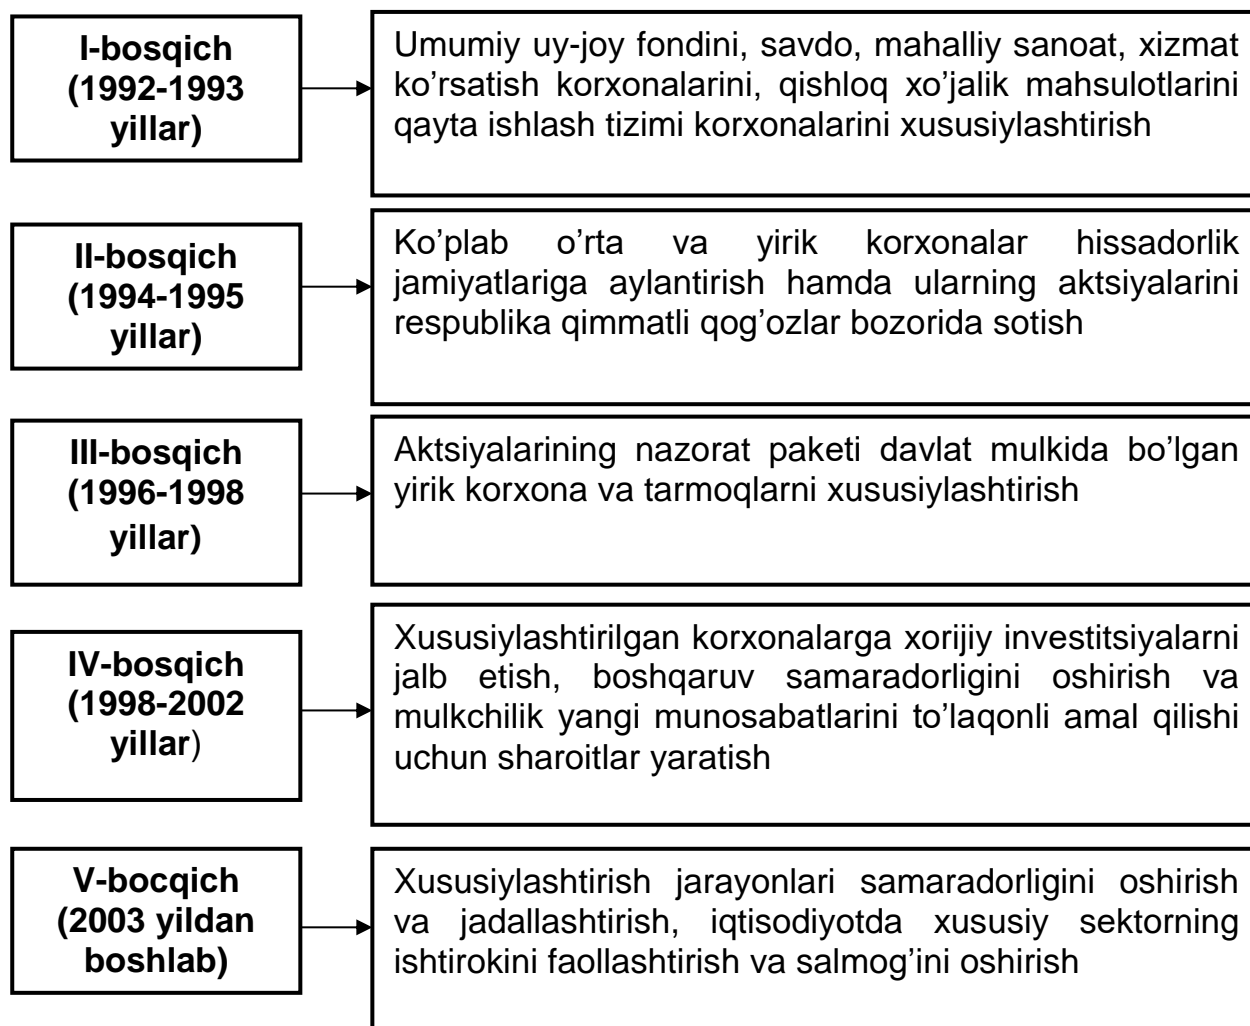 I-bosqich
(1992-1993
yillar)
Umumiy uy-joy fondini, savdo, mahalliy sanoat, xizmat
ko’rsatish korxonalarini, qishloq xo’jalik mahsulotlarini
qayta ishlash tizimi korxonalarini xususiylashtirish
II-bosqich
(1994-1995
yillar)
Ko’plab o’rta va yirik korxonalar hissadorlik
jamiyatlariga aylantirish hamda ularning aktsiyalarini
respublika qimmatli qog’ozlar bozorida sotish
III-bosqich
(1996-1998
yillar)
Aktsiyalarining nazorat paketi davlat mulkida bo’lgan
yirik korxona va tarmoqlarni xususiylashtirish
IV-bosqich
(1998-2002
yillar)
Xususiylashtirilgan korxonalarga xorijiy investitsiyalarni
jalb etish, boshqaruv samaradorligini oshirish va
mulkchilik yangi munosabatlarini to’laqonli amal qilishi
uchun sharoitlar yaratish
V-bocqich
(2003 yildan
boshlab)
Xususiylashtirish jarayonlari samaradorligini oshirish
va jadallashtirish, iqtisodiyotda xususiy sektorning
ishtirokini faollashtirish va salmog’ini oshirish